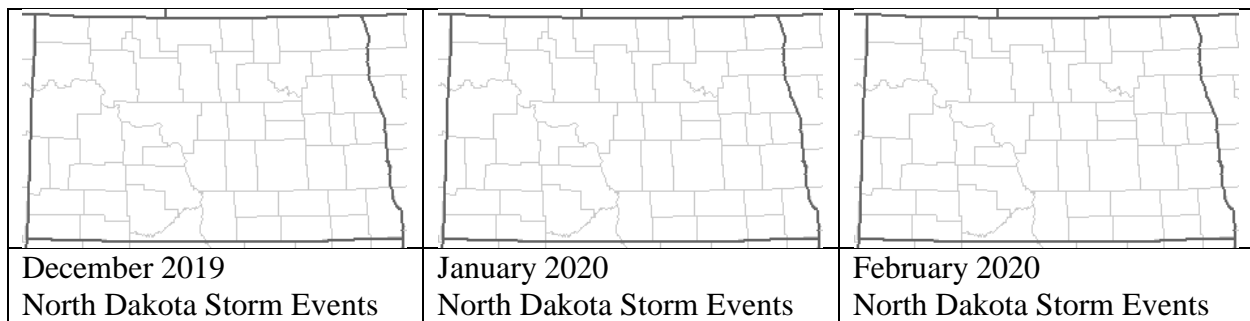 December 2019
North Dakota Storm Events
January 2020
North Dakota Storm Events
February 2020
North Dakota Storm Events